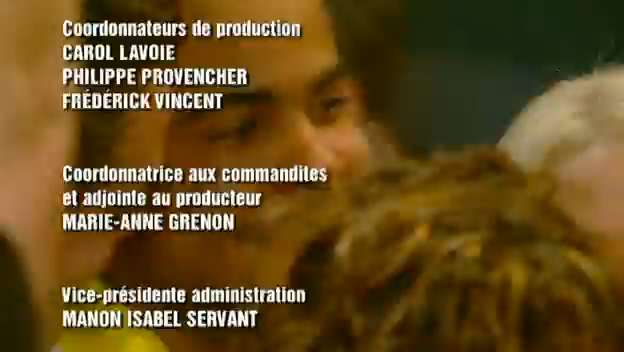 Coordonnateurs de production
CAROL LAVOIE
PHILIPPE PROVENCHER
FRÉDÉRICK VINCENT
Coordonnatrice aux commandites
et adjointe au producteur
MARIE-ANNE GRENON
Vice-présidente administration
MANON ISABEL SERVANT